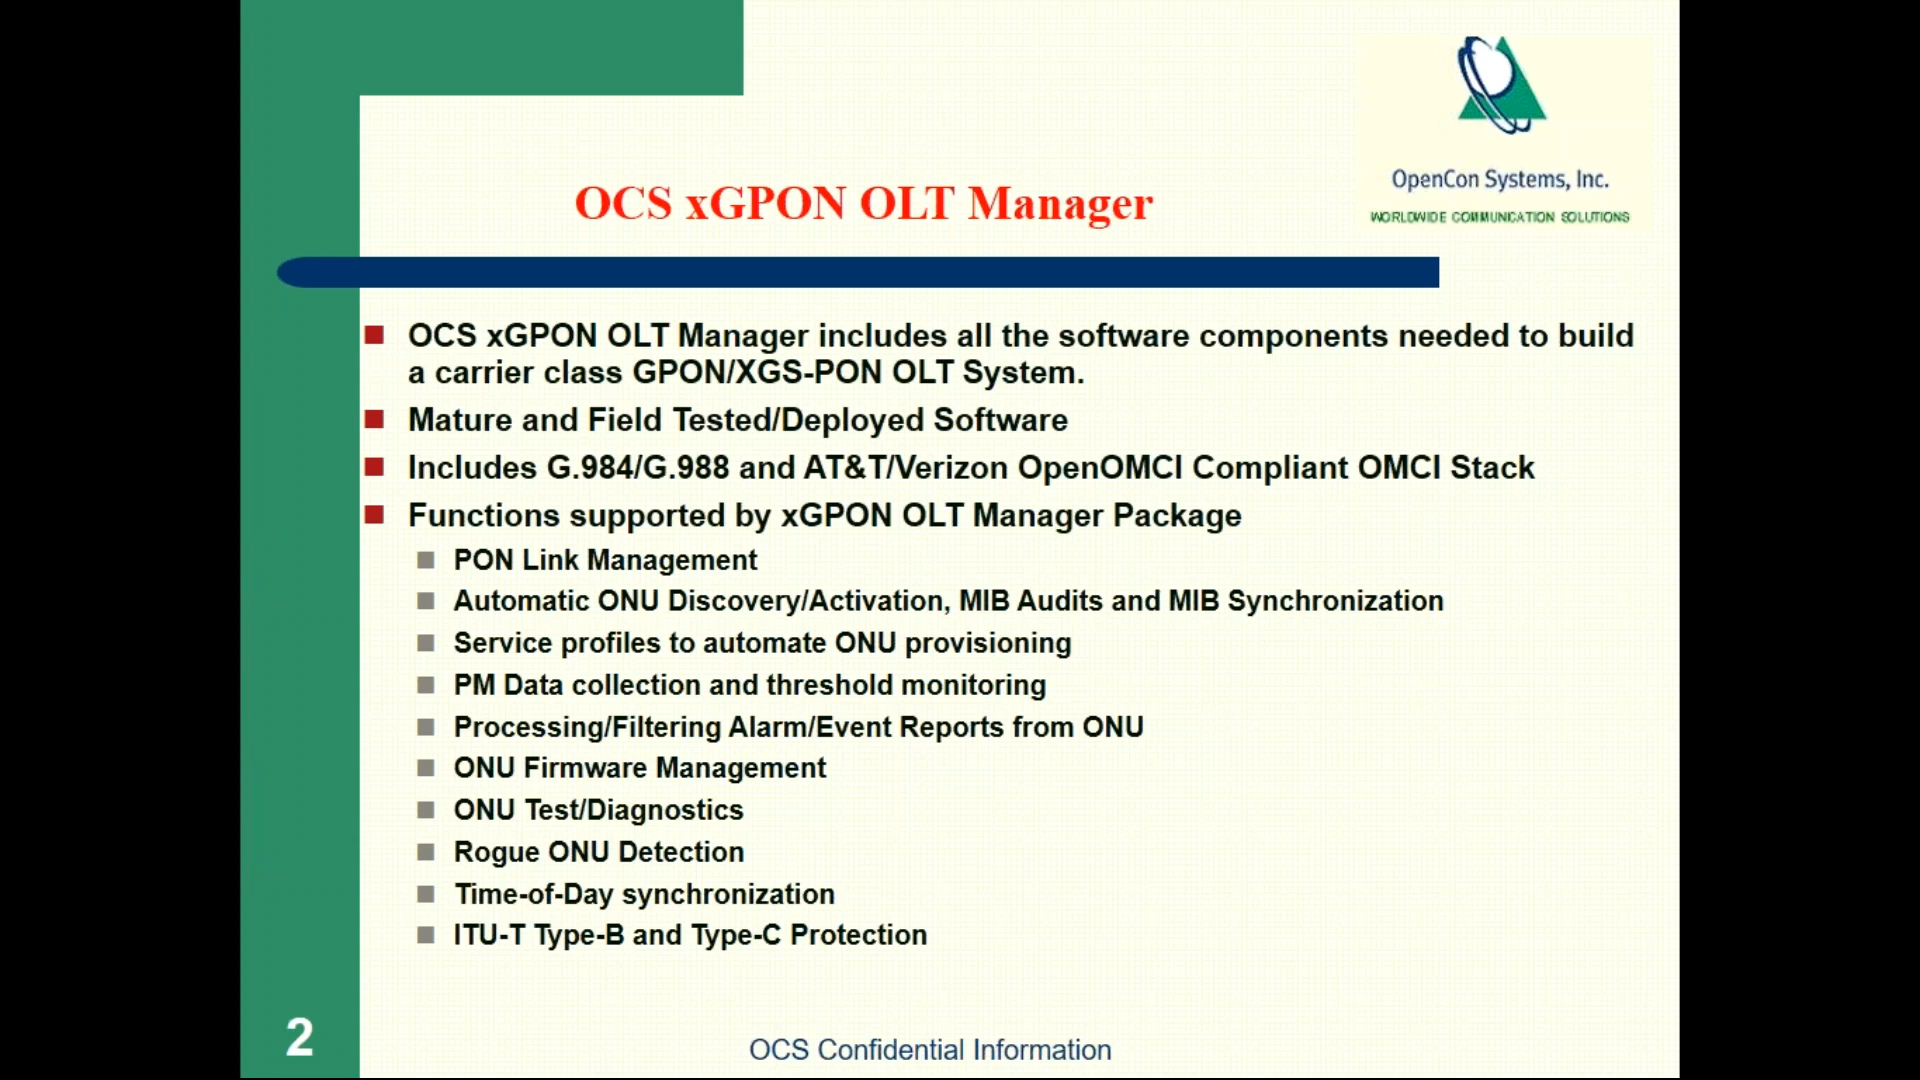 OpenCon Systems, Inc.
WORLDWIDE COMMUNICATION SOLUTIONS
OCS xGPON OLT Manager
OCS xGPON OLT Manager includes all the software components needed to build
a carrier class GPON/XGS-PON OLT System.
Mature and Field Tested/Deployed Software
Includes G.984/G.988 and AT&T/Verizon OpenOMCI Compliant OMCI Stack
Functions supported by xGPON OLT Manager Package
PON Link Management
Automatic ONU Discovery/Activation, MIB Audits and MIB Synchronization
Service profiles to automate ONU provisioning
PM Data collection and threshold monitoring
Processing/Filtering Alarm/Event Reports from ONU
ONU Firmware Management
ONU Test/Diagnostics
Rogue ONU Detection
Time-of-Day synchronization
ITU-T Type-B and Type-C Protection
2
OCS Confidential Information